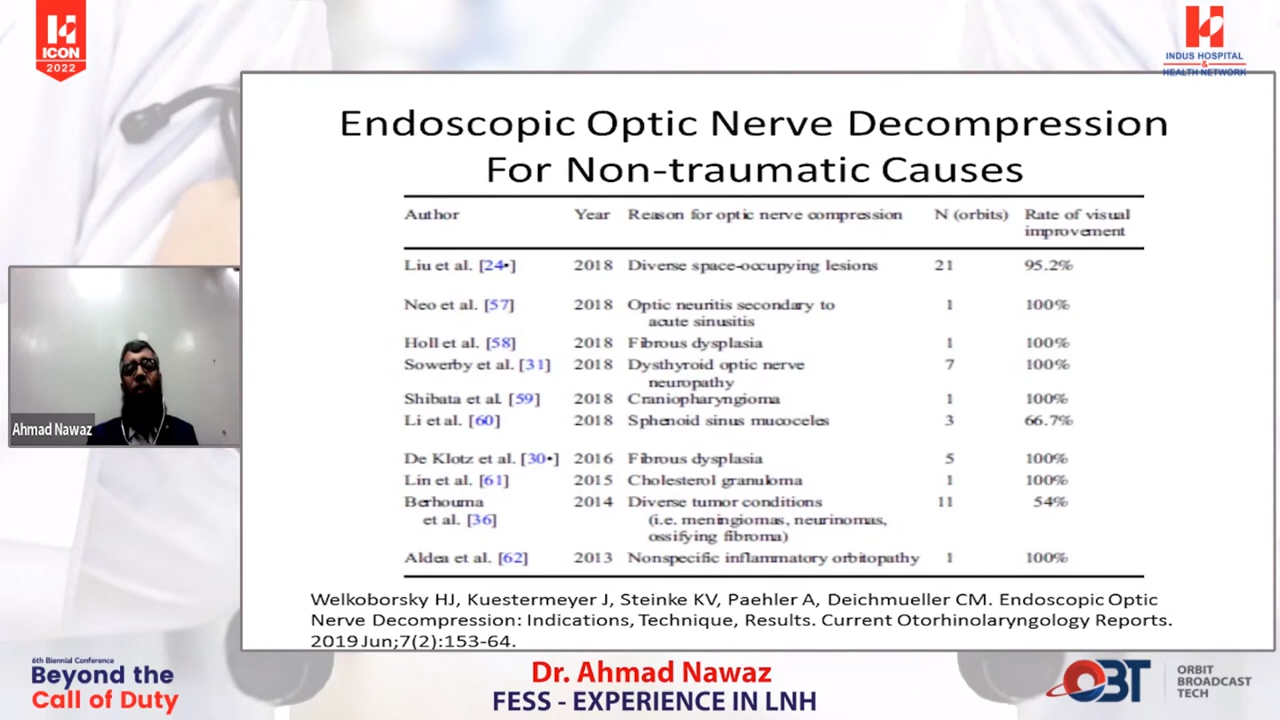 ICON
2022
INDUS HOSPITAL
&
HEALTH NETWORK
Endoscopic Optic Nerve Decompression
For Non-traumatic Causes
Author Year Reason for optic nerve compression N (orbits) Rate of visual
improvement
Liu et al. [24•] 2018 Diverse space-occupying lesions 21 95.2%
Neo et al. [57] 2018 Optic neuritis secondary to 1 100%
acute sinusitis
Holl et al. [58] 2018 Fibrous dysplasia 1 100%
Sowerby et al. [31] 2018 Dysthyroid optic nerve 7 100%
neuropathy
Shibata et al. [59] 2018 Craniopharyngioma 1 100%
Li et al. [60] 2018 Sphenoid sinus mucoceles 3 66.7%
De Klotz et al. [30•] 2016 Fibrous dysplasia 5 100%
Lin et al. [61] 2015 Cholesterol granuloma 1 100%
Berhouma 2014 Diverse tumor conditions 11 54%
et al. [36] (i.e. meningiomas, neurinomas,
ossifying fibroma)
Aldea et al. [62] 2013 Nonspecific inflammatory orbitopathy 1 100%
Welkoborsky HJ, Kuestermeyer J, Steinke KV, Paehler A, Deichmueller CM. Endoscopic Optic
Nerve Decompression: Indications, Technique, Results. Current Otorhinolaryngology Reports.
2019 Jun;7(2):153-64.
Ahmad Nawaz
6th Biennial Conference
Beyond the
Call of Duty
Dr. Ahmad Nawaz
FESS - EXPERIENCE IN LNH
OBT
ORBIT
BROADCAST
TECH